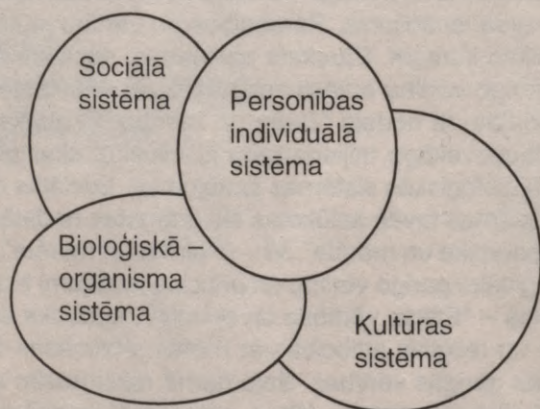 Sociālā
sistēma
Personības
individuālā
sistēma
Bioloģiskā –
organisma
sistēma
Kultūras
sistēma